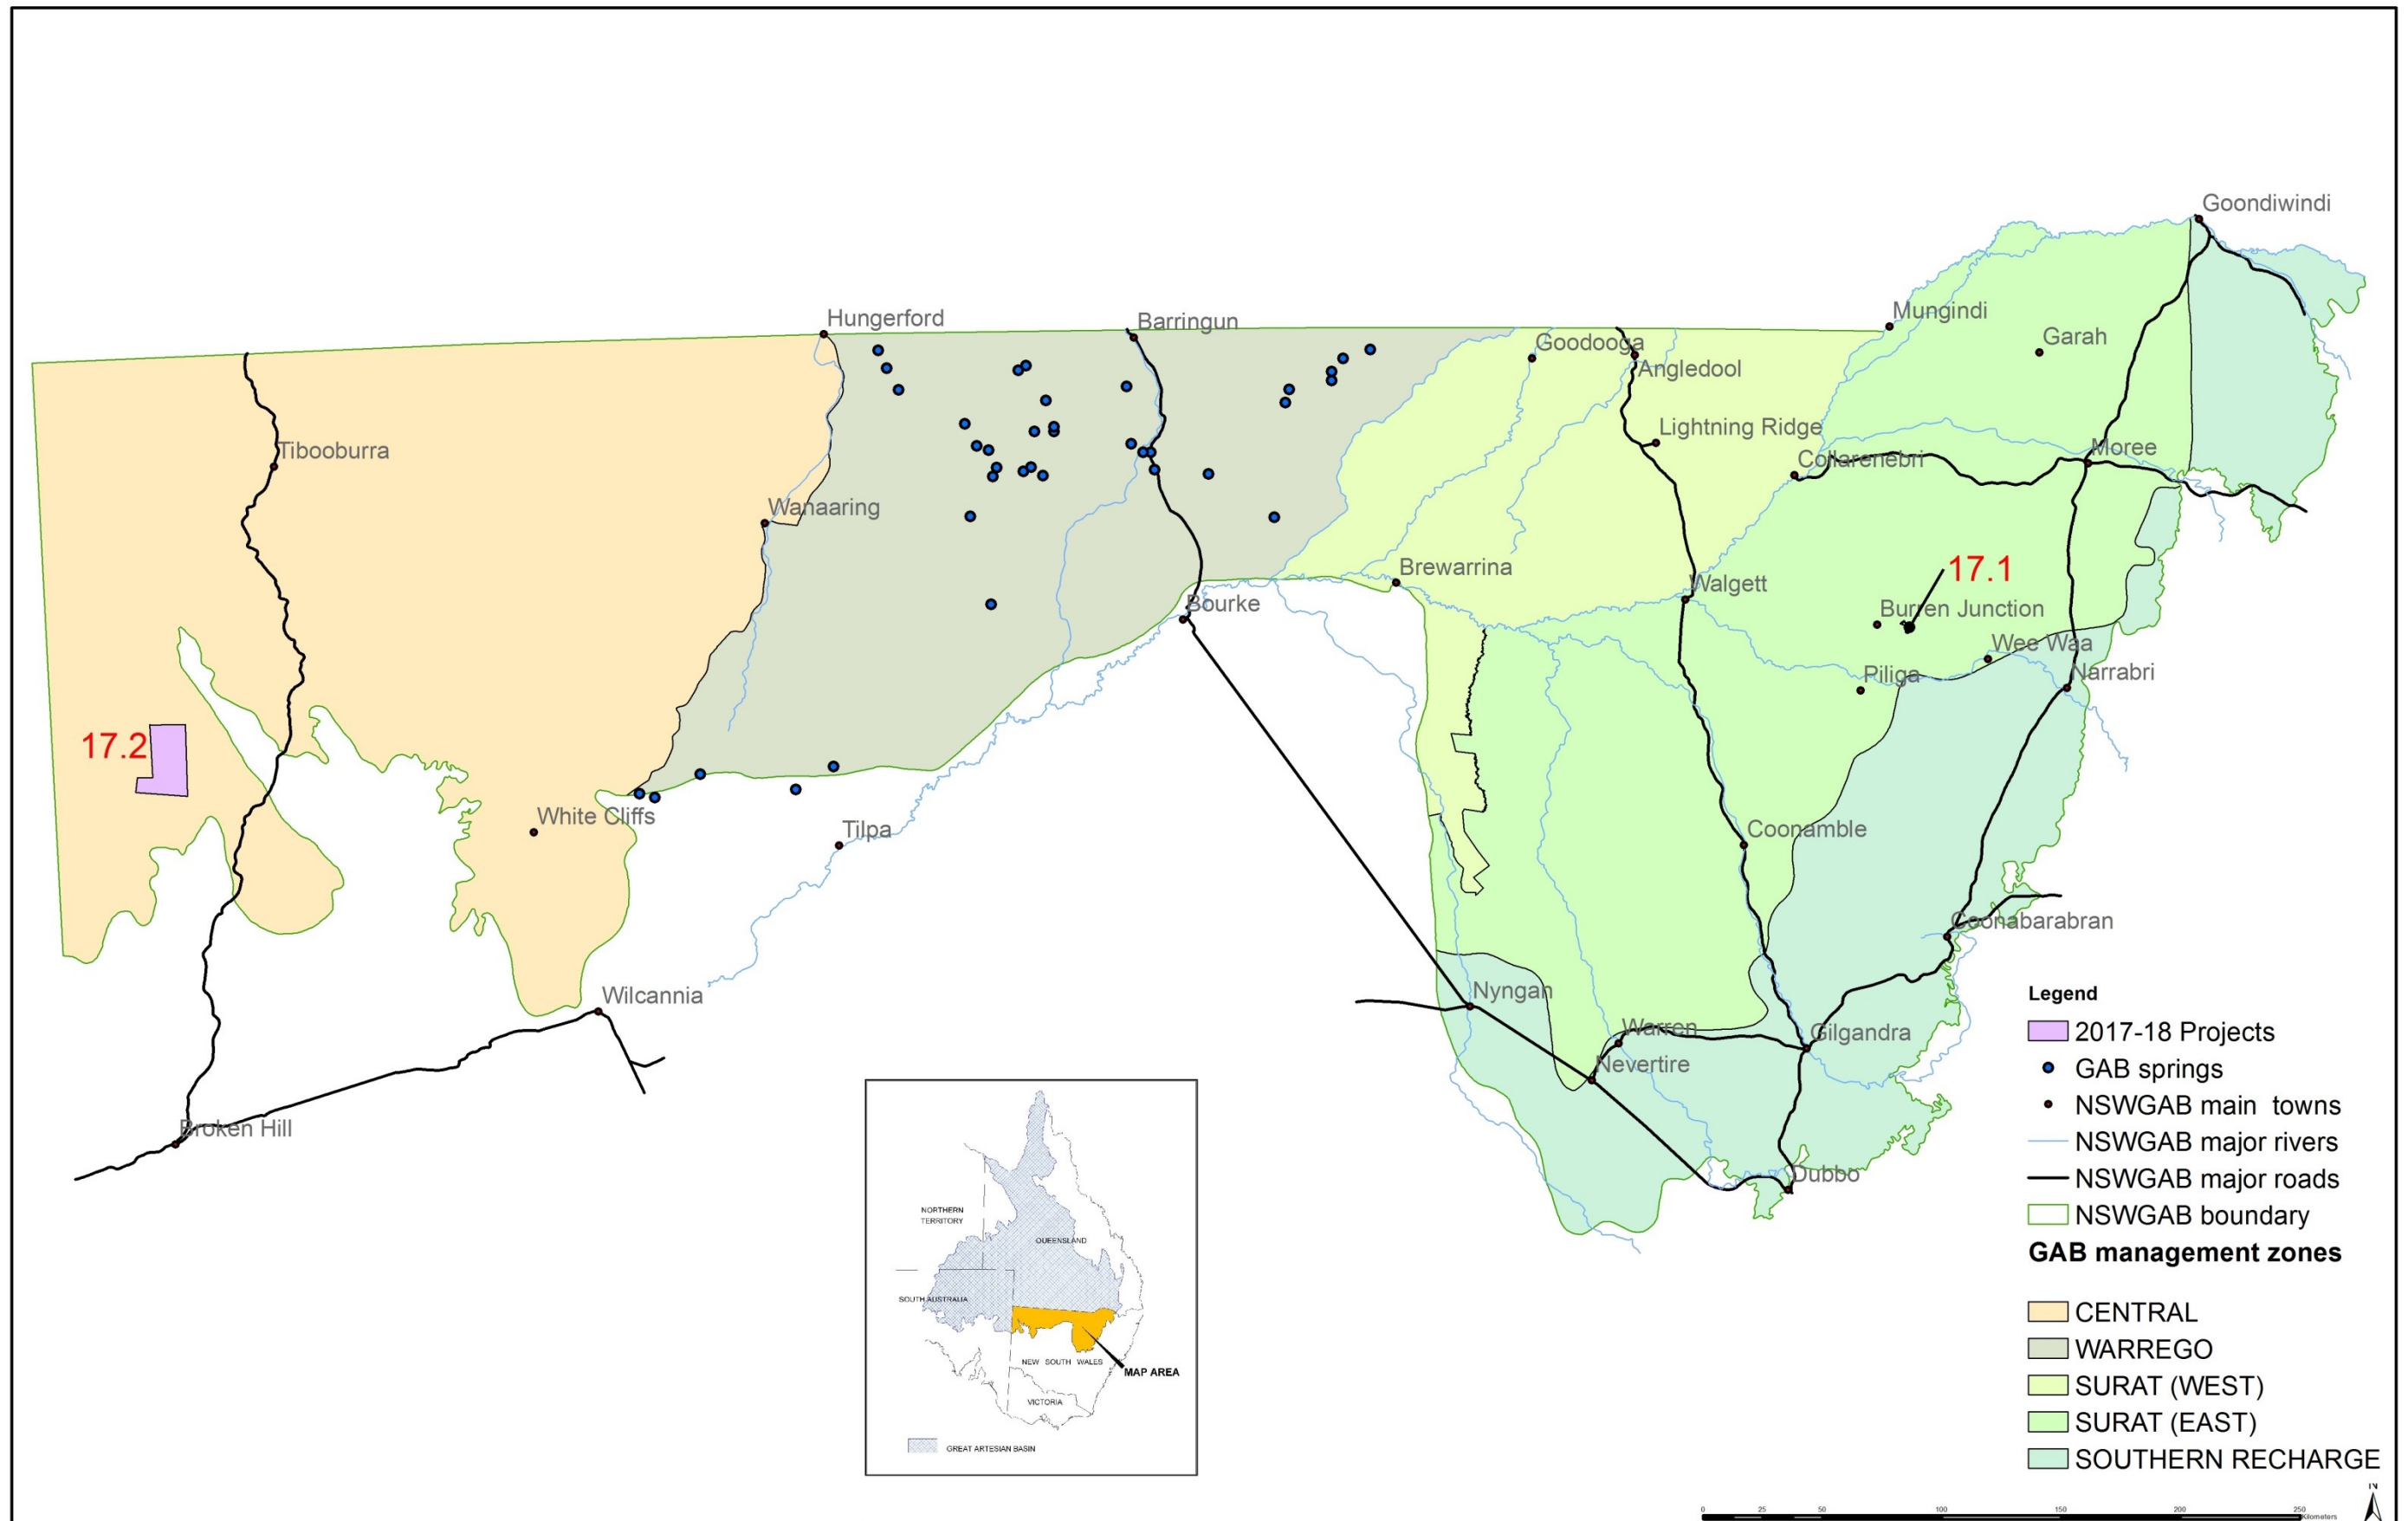 Goondiwindi
Hungerford
Barringun
Mungindi
Goodooga
Garah
Angledool
Tibooburra
Lightning Ridge
Collarenebri
Moree
Wanaaring
Brewarrina
17.1
Walgett
Bourke
Burren Junction
Wee Waa
Piliga
Narrabri
17.2
White Cliffs
Tilpa
Coonamble
Coonabarabran
Wilcannia
Nyngan
Warren
Gilgandra
Nevertire
Broken Hill
Dubbo
Legend
2017-18 Projects
GAB springs
NSWGAB main towns
NSWGAB major rivers
NSWGAB major roads
NSWGAB boundary
GAB management zones
CENTRAL
WARREGO
SURAT (WEST)
SURAT (EAST)
SOUTHERN RECHARGE
NORTHERN
TERRITORY
QUEENSLAND
SOUTH AUSTRALIA
NEW SOUTH WALES
MAP AREA
VICTORIA
GREAT ARTESIAN BASIN
N
0 25 50 100 150 200 250
Kilometers